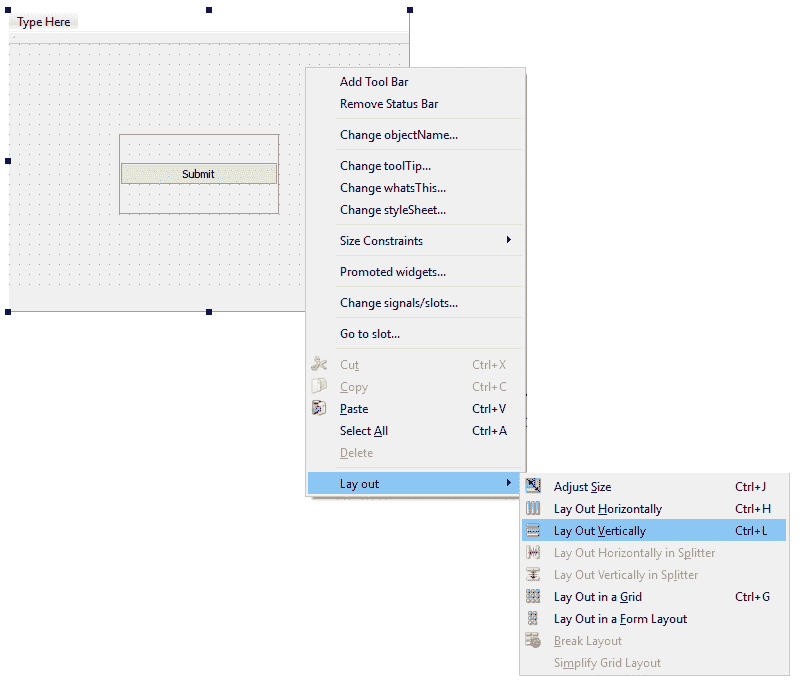 Type Here
Submit
Add Tool Bar
Remove Status Bar
Change objectName...
Change toolTip...
Change whatsThis...
Change styleSheet...
Size Constraints
Promoted widgets...
Change signals/slots...
Go to slot...
Cut Ctrl+X
Copy Ctrl+C
Paste Ctrl+V
Select All Ctrl+A
Delete
Lay out
Adjust Size Ctrl+J
Lay Out Horizontally Ctrl+H
Lay Out Vertically Ctrl+L
Lay Out Horizontally in Splitter
Lay Out Vertically in Splitter
Lay Out in a Grid Ctrl+G
Lay Out in a Form Layout
Break Layout
Simplify Grid Layout